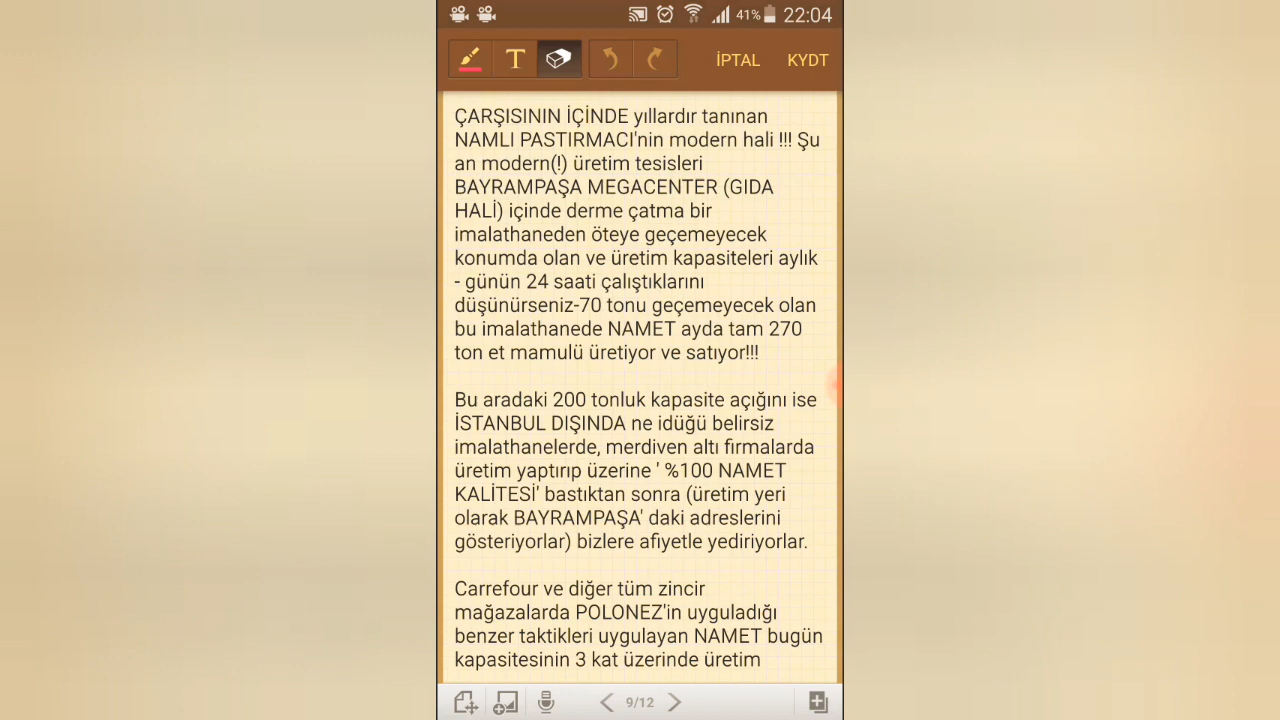 41% 22:04
T İPTAL KYDT
ÇARŞISININ İÇİNDE yıllardır tanınan
NAMLI PASTIRMACI'nin modern hali !!! Şu
an modern(!) üretim tesisleri
BAYRAMPAŞA MEGACENTER (GIDA
HALİ) içinde derme çatma bir
imalathaneden öteye geçemeyecek
konumda olan ve üretim kapasiteleri aylık
- günün 24 saati çalıştıklarını
düşünürseniz-70 tonu geçemeyecek olan
bu imalathanede NAMET ayda tam 270
ton et mamulü üretiyor ve satıyor!!!
Bu aradaki 200 tonluk kapasite açığını ise
İSTANBUL DIŞINDA ne idüğü belirsiz
imalathanelerde, merdiven altı firmalarda
üretim yaptırıp üzerine ' %100 NAMET
KALİTESİ' bastıktan sonra (üretim yeri
olarak BAYRAMPAŞA' daki adreslerini
gösteriyorlar) bizlere afiyetle yediriyorlar.
Carrefour ve diğer tüm zincir
mağazalarda POLONEZ'in uyguladığı
benzer taktikleri uygulayan NAMET bugün
kapasitesinin 3 kat üzerinde üretim
9/12